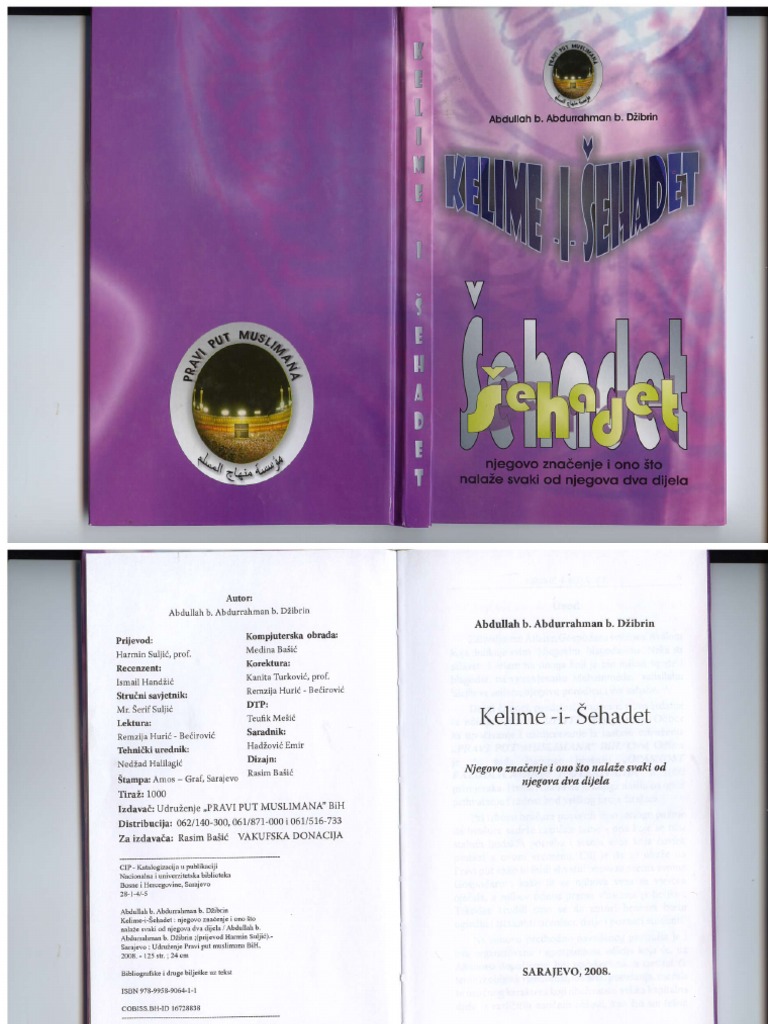 PRAVI PUT MUSLIMANA
مؤسسة منهاج المسلم
KELIME I ŠEHADET
PRAVI PUT MUSLIMANA
مؤسسة منهاج المسلم
Abdullah b. Abdurrahman b. Džibrin
KELIME -I- ŠEHADET
Šehadet
šehadet
njegovo značenje i ono što
nalaže svaki od njegova dva dijela
Autor:
Abdullah b. Abdurrahman b. Džibrin
Prijevod:
Harmin Suljić, prof.
Recenzent:
Ismail Handžić
Stručni savjetnik:
Mr. Šerif Suljić
Lektura:
Remzija Hurić - Bećirović
Tehnički urednik:
Nedžad Halilagić
Štampa: Amos – Graf, Sarajevo
Tiraž: 1000
Kompjuterska obrada:
Medina Bašić
Korektura:
Kanita Turković, prof.
Remzija Hurić - Bećirović
DTP:
Teufik Mešić
Saradnik:
Hadžović Emir
Dizajn:
Rasim Bašić
Izdavač: Udruženje „PRAVI PUT MUSLIMANA" BiH
Distribucija: 062/140-300, 061/871-000 i 061/516-733
Za izdavača: Rasim Bašić VAKUFSKA DONACIJA
CIP - Katalogizacija u publikaciji
Nacionalna i univerzitetska biblioteka
Bosne i Hercegovine, Sarajevo
28-1-4/-5
Abdullah b. Abdurrahman b. Džibrin
Kelime-i-Šehadet : njegovo značenje i ono što
nalaže svaki od njegova dva dijela / Abdullah b.
Abdurrahman b. Džibrin ;(prijevod Harmin Suljić).-
Sarajevo ; Udruženje Pravi put muslimana BiH.
2008. - 123 str. ; 24 cm
Bibliografske i druge bilješke uz tekst
ISBN 978-9958-9064-1-1
COBISS.BH-ID 16728838
Abdullah b. Abdurrahman b. Džibrin
Kelime -i- Šehadet
Njegovo značenje i ono što nalaže svaki od
njegova dva dijela
SARAJEVO, 2008.